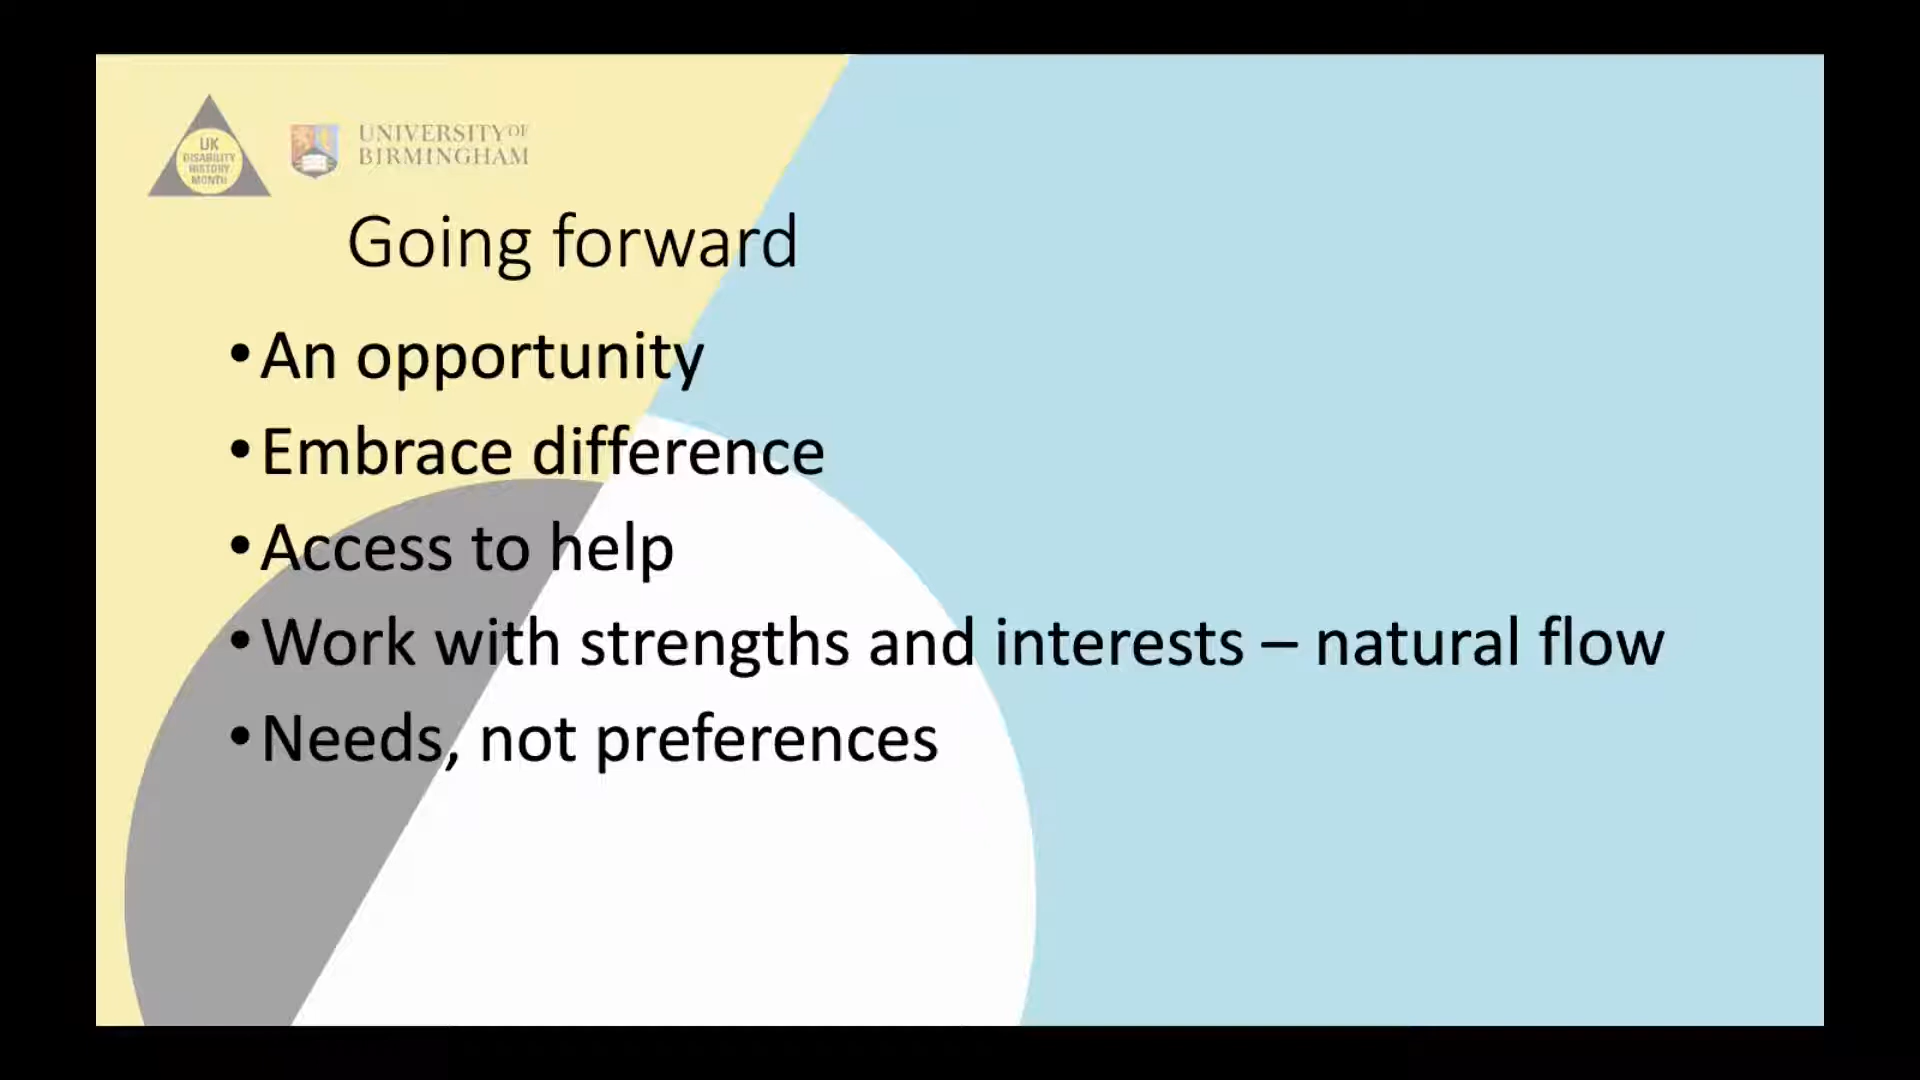 UK
DISABILITY
HISTORY
MONTH
UNIVERSITY OF
BIRMINGHAM
Going forward
•An opportunity
•Embrace difference
•Access to help
•Work with strengths and interests – natural flow
•Needs, not preferences